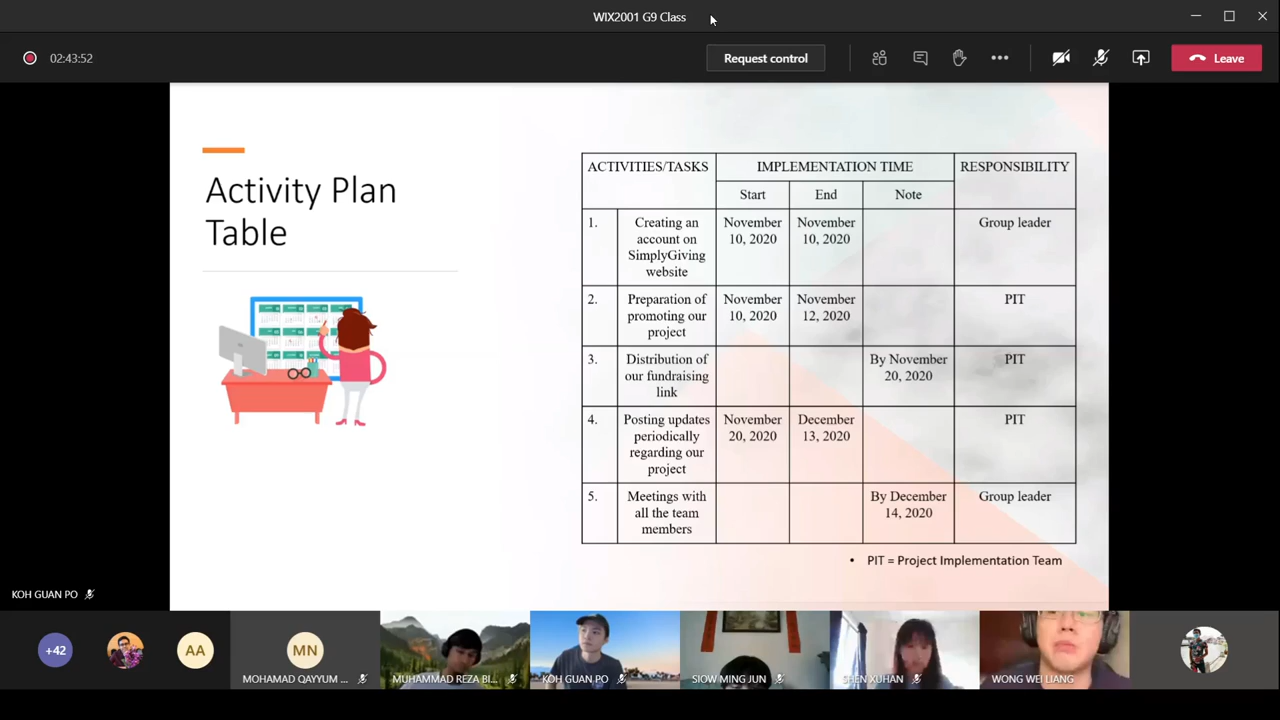 WIX2001 G9 Class
02:43:52
Request control
Leave
Activity Plan
Table
ACTIVITIES/TASKS
IMPLEMENTATION TIME
RESPONSIBILITY
Start
End
Note
1.
Creating an
account on
SimplyGiving
website
November
10, 2020
November
10, 2020
Group leader
2.
Preparation of
promoting our
project
November
10, 2020
November
12, 2020
PIT
3.
Distribution of
our fundraising
link
By November
20, 2020
PIT
4.
Posting updates
periodically
regarding our
project
November
20, 2020
December
13, 2020
PIT
5.
Meetings with
all the team
members
By December
14, 2020
Group leader
• PIT = Project Implementation Team
KOH GUAN PO
+42
AA
MN
MOHAMAD QAYYUM ...
MUHAMMAD REZA BI...
KOH GUAN PO
SIOW MING JUN
SHEN XUHAN
WONG WEI LIANG